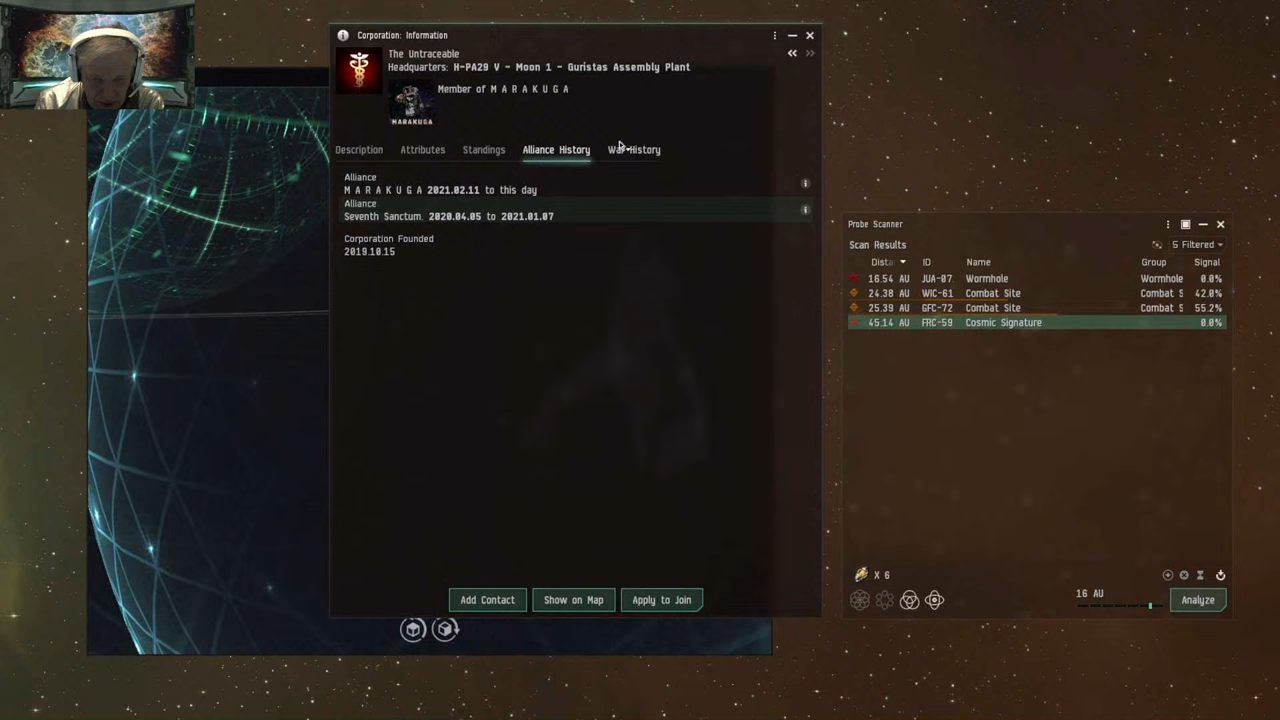 Corporation: Information
The Untraceable
Headquarters: H-PA29 V - Moon 1 - Guristas Assembly Plant
Member of M A R A K U G A
MARAKUGA
Description Attributes Standings Alliance History War History
Alliance
M A R A K U G A 2021.02.11 to this day
Alliance
Seventh Sanctum. 2020.04.05 to 2021.01.07
Corporation Founded
2019.10.15
Add Contact Show on Map Apply to Join
Probe Scanner
Scan Results 5 Filtered
Dista ID Name Group Signal
16.54 AU JUA-07 Wormhole Wormhole 0.0%
24.38 AU WIC-61 Combat Site Combat S 42.0%
25.39 AU GFC-72 Combat Site Combat S 55.2%
45.14 AU FRC-59 Cosmic Signature 0.0%
X 6
16 AU
Analyze